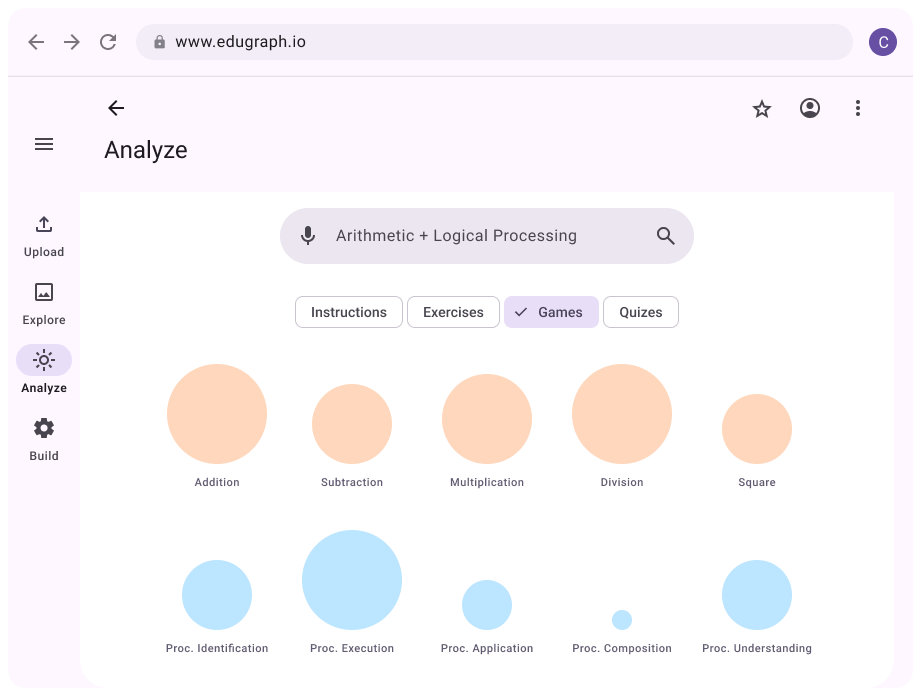 www.edugraph.io
C
Analyze
Upload
Explore
Analyze
Build
Arithmetic + Logical Processing
Instructions Exercises Games Quizes
Addition Subtraction Multiplication Division Square
Proc. Identification Proc. Execution Proc. Application Proc. Composition Proc. Understanding